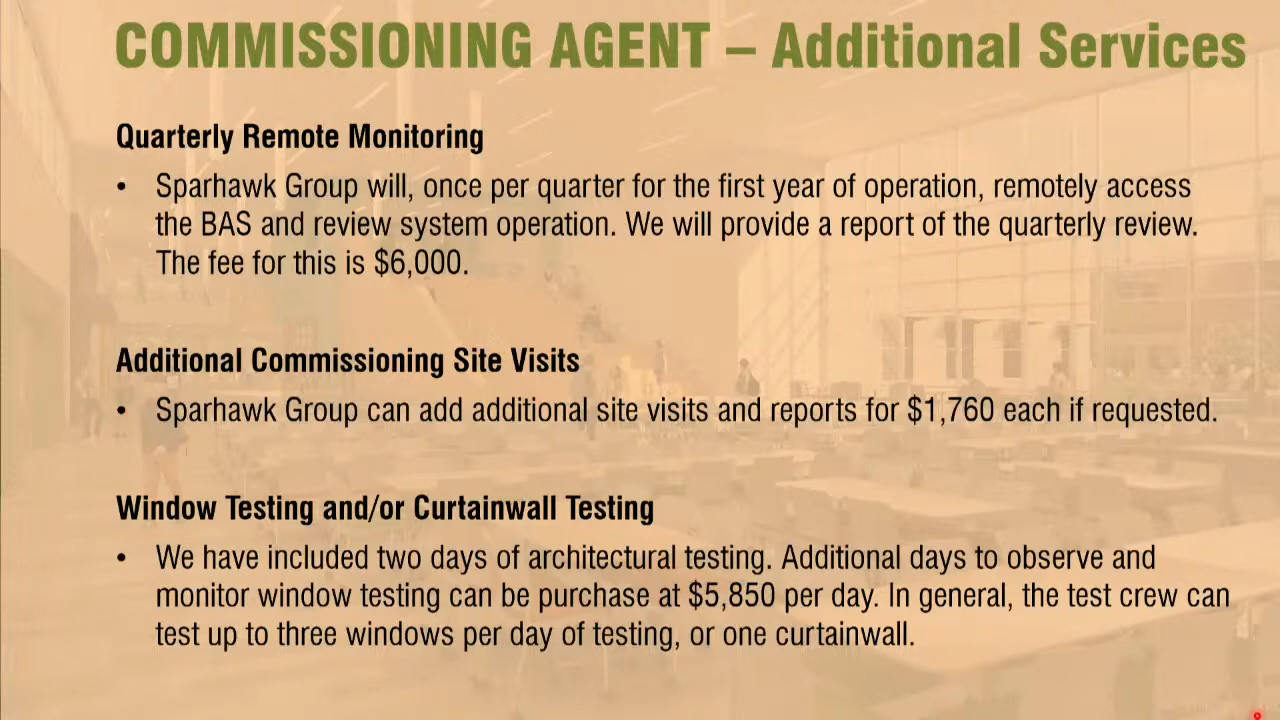 COMMISSIONING AGENT – Additional Services
Quarterly Remote Monitoring
• Sparhawk Group will, once per quarter for the first year of operation, remotely access
the BAS and review system operation. We will provide a report of the quarterly review.
The fee for this is $6,000.
Additional Commissioning Site Visits
• Sparhawk Group can add additional site visits and reports for $1,760 each if requested.
Window Testing and/or Curtainwall Testing
• We have included two days of architectural testing. Additional days to observe and
monitor window testing can be purchase at $5,850 per day. In general, the test crew can
test up to three windows per day of testing, or one curtainwall.